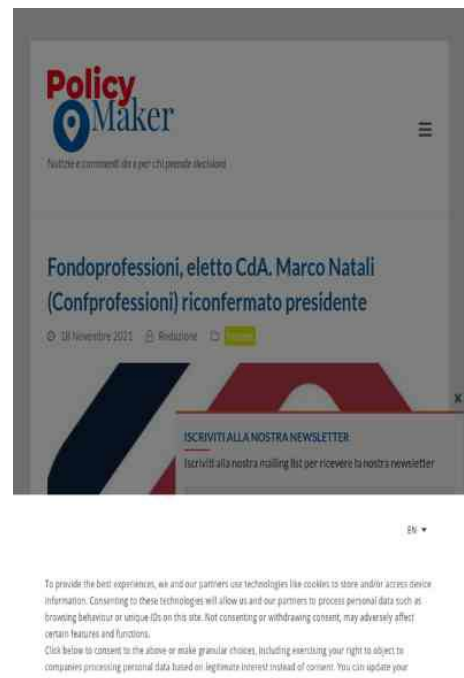 Policy
Maker
Notizie e commenti da e per chi prende decisioni
Fondoprofessioni, eletto CdA. Marco Natali
(Confprofessioni) riconfermato presidente
18 Novembre 2021 Redazione
x
ISCRIVITI ALLA NOSTRA NEWSLETTER
Iscriviti alla nostra mailing list per ricevere la nostra newsletter
EN
To provide the best experiences, we and our partners use technologies like cookies to store and/or access device
information. Consenting to these technologies will allow us and our partners to process personal data such as
browsing behaviour or unique IDs on this site. Not consenting or withdrawing consent, may adversely affect
certain features and functions.
Click below to consent to the above or make granular choices, including exercising your right to object to
companies processing personal data based on legitimate interest instead of consent. You can update your